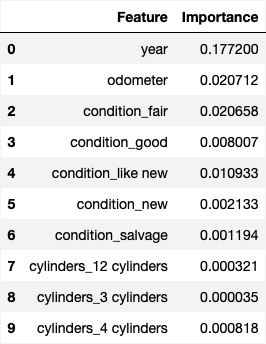 Feature Importance
0 year 0.177200
1 odometer 0.020712
2 condition_fair 0.020658
3 condition_good 0.008007
4 condition_like new 0.010933
5 condition_new 0.002133
6 condition_salvage 0.001194
7 cylinders_12 cylinders 0.000321
8 cylinders_3 cylinders 0.000035
9 cylinders_4 cylinders 0.000818